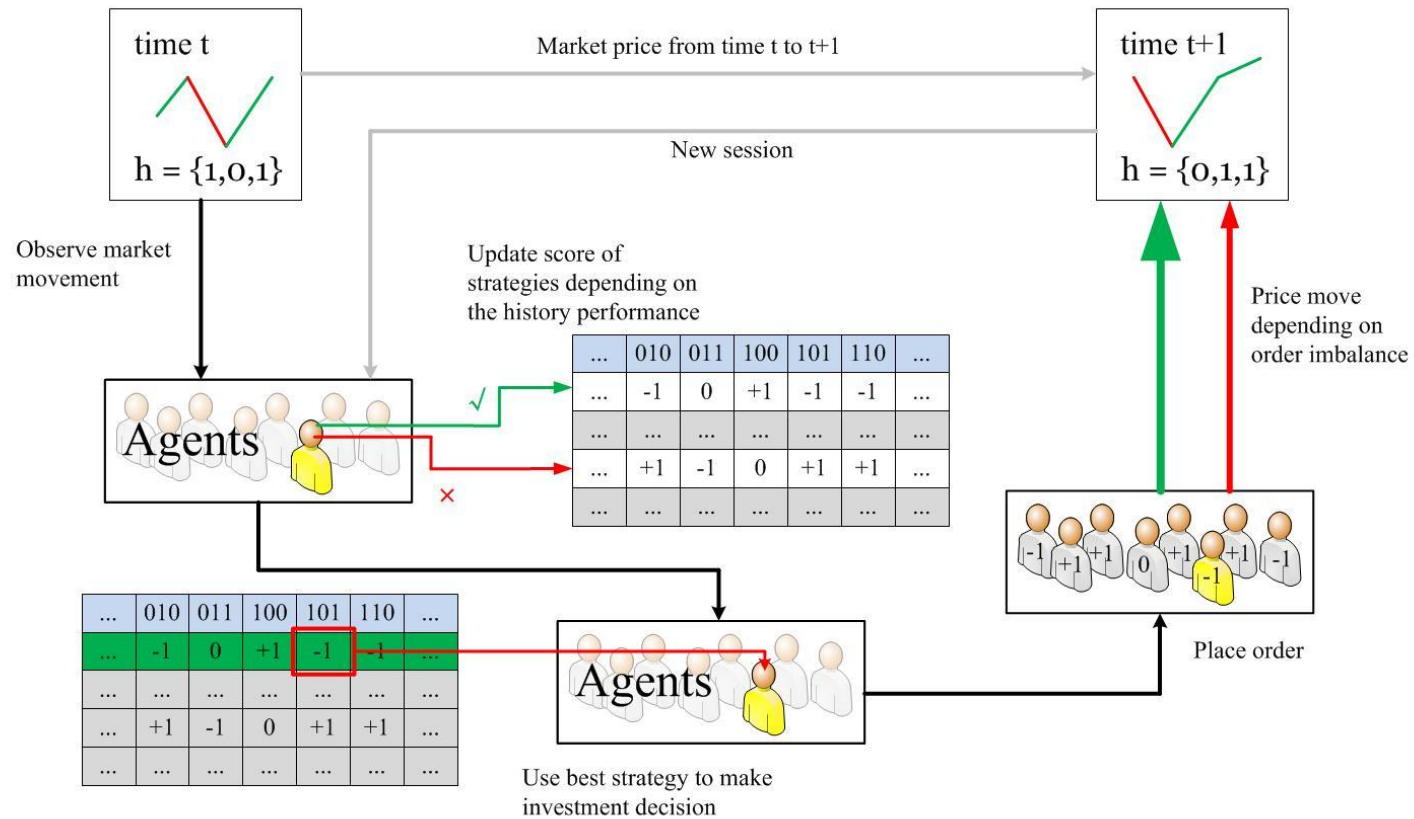 time t
h = {1,0,1}
Market price from time t to t+1
New session
time t+1
h = {0,1,1}
Observe market
movement
Update score of
strategies depending on
the history performance
Price move
depending on
order imbalance
... 010 011 100 101 110 ...
... -1 0 +1 -1 -1 ...
... ... ... ... ... ... ...
... +1 -1 0 +1 +1 ...
... ... ... ... ... ... ...
√
×
Agents
-1 +1 +1 0 +1 -1 +1 -1
Place order
... 010 011 100 101 110 ...
... -1 0 +1 -1 -1 ...
... ... ... ... ... ... ...
... +1 -1 0 +1 +1 ...
... ... ... ... ... ... ...
Agents
Use best strategy to make
investment decision